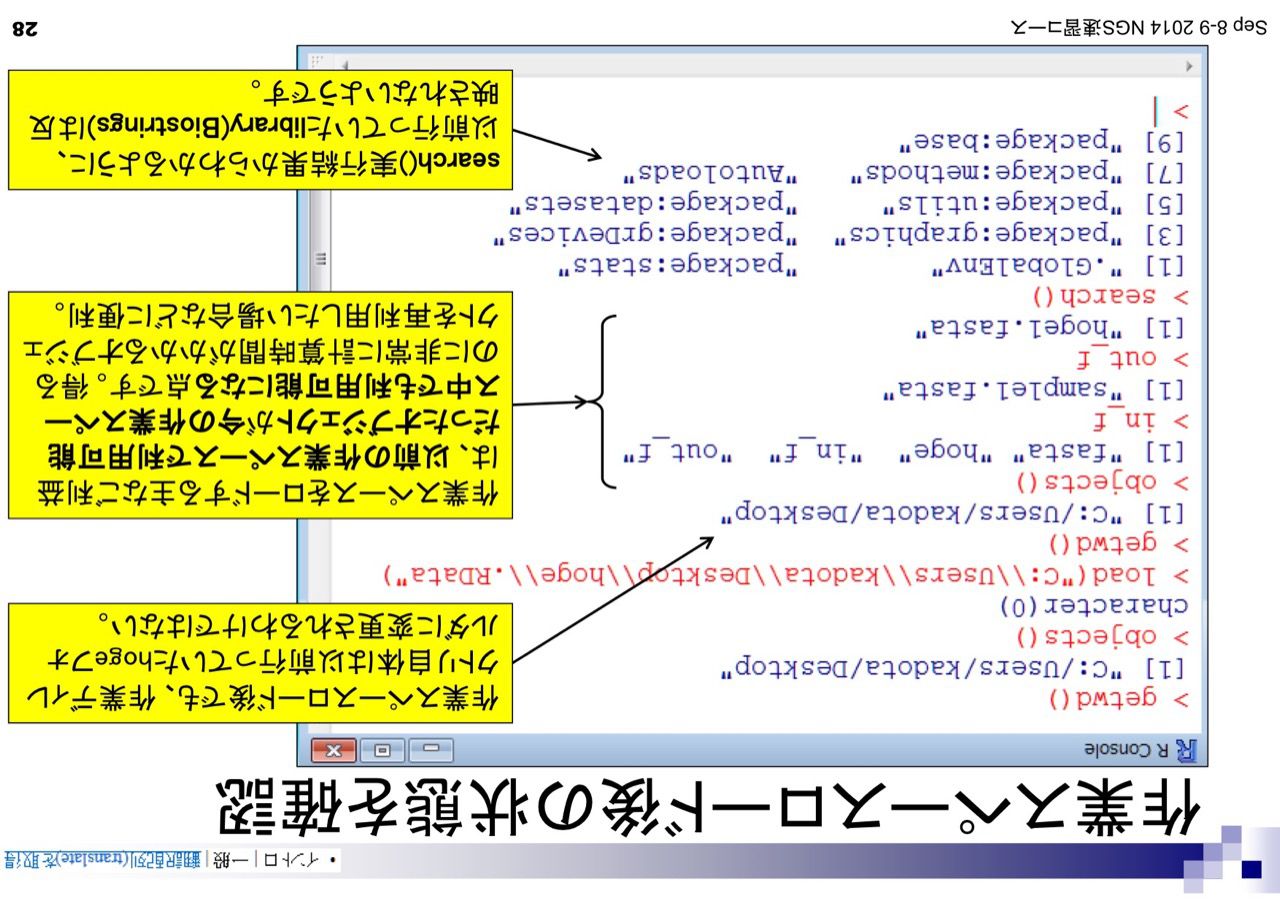 ・イントロ | 一般 | 翻訳配列(translate)を取得
作業スペースロード後の状態を確認
R Console
> getwd()
[1] "C:/Users/kadota/Desktop"
> objects()
character(0)
> load("C:\\Users\\kadota\\Desktop\\hoge\\.RData")
> getwd()
[1] "C:/Users/kadota/Desktop"
> objects()
[1] "fasta" "hoge" "in_f" "out_f"
> in_f
[1] "sample1.fasta"
> out_f
[1] "hoge1.fasta"
> search()
[1] ".GlobalEnv" "package:stats"
[3] "package:graphics" "package:grDevices"
[5] "package:utils" "package:datasets"
[7] "package:methods" "Autoloads"
[9] "package:base"
>
作業スペースロード後でも、作業ディレ
クトリ自体は以前行っていたhogeフォ
ルダに変更されるわけではない。
作業スペースをロードする主なご利益
は、以前の作業スペースで利用可能
だったオブジェクトが今の作業スペー
ス中でも利用可能になる点です。得る
のに非常に計算時間がかかるオブジェ
クトを再利用したい場合などに便利。
search()実行結果からわかるように、
以前行っていたlibrary(Biostrings)は反
映されないようです。
Sep 8-9 2014 NGS速習コース
28